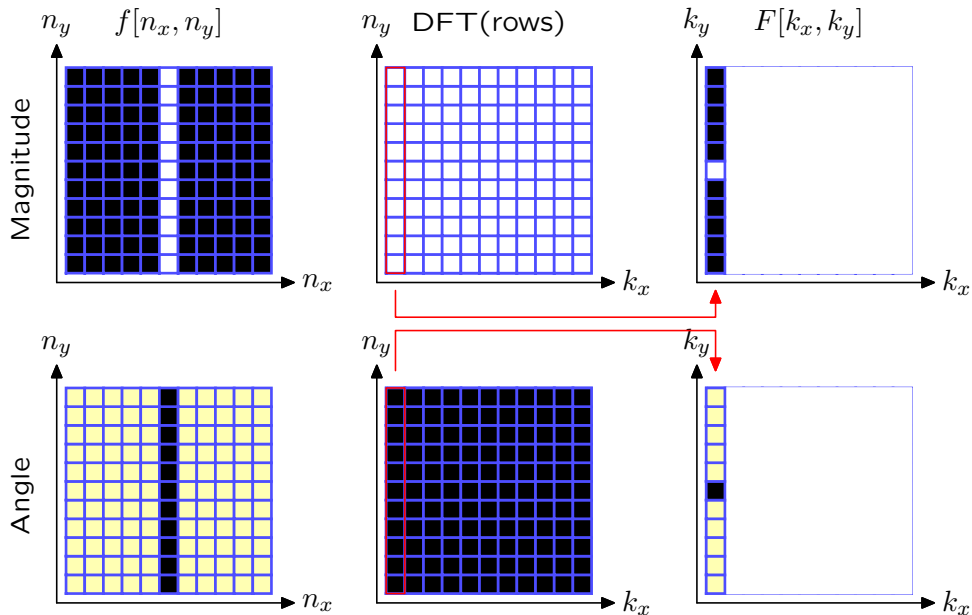 n_y f[n_x, n_y] n_y DFT(rows) k_y F[k_x, k_y]
Magnitude
n_x k_x k_x
n_y n_y k_y
Angle
n_x k_x k_x